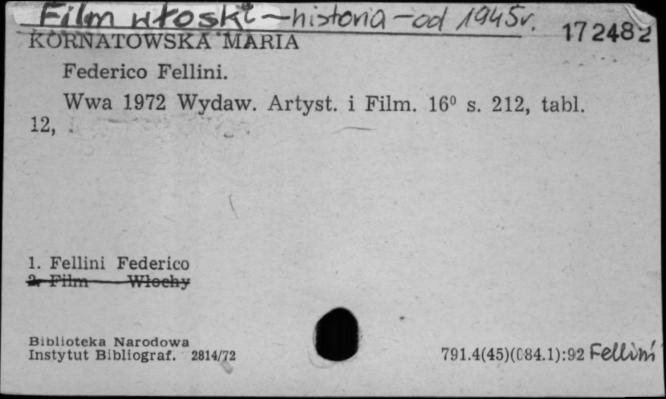 Film włoski - historia - od 1945r.
172482
KORNATOWSKA MARIA
Federico Fellini.
Wwa 1972 Wydaw. Artyst. i Film. 16⁰ s. 212, tabl.
12,
1. Fellini Federico
2. Film Włochy
Biblioteka Narodowa
Instytut Bibliograf. 2814/72
791.4(45)(084.1):92 Fellini